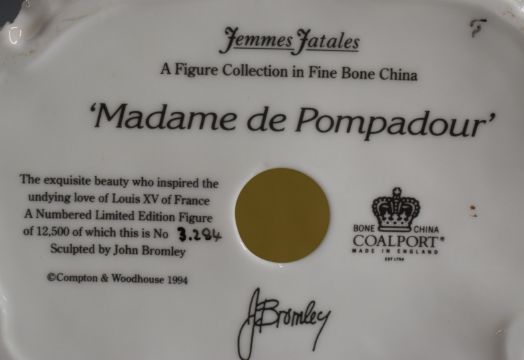 Femmes Fatales
A Figure Collection in Fine Bone China
'Madame de Pompadour'
The exquisite beauty who inspired the
undying love of Louis XV of France
A Numbered Limited Edition Figure
of 12,500 of which this is No 3.284
Sculpted by John Bromley
©Compton & Woodhouse 1994
BONE CHINA
COALPORT®
MADE IN ENGLAND
EST 1750
J Bromley